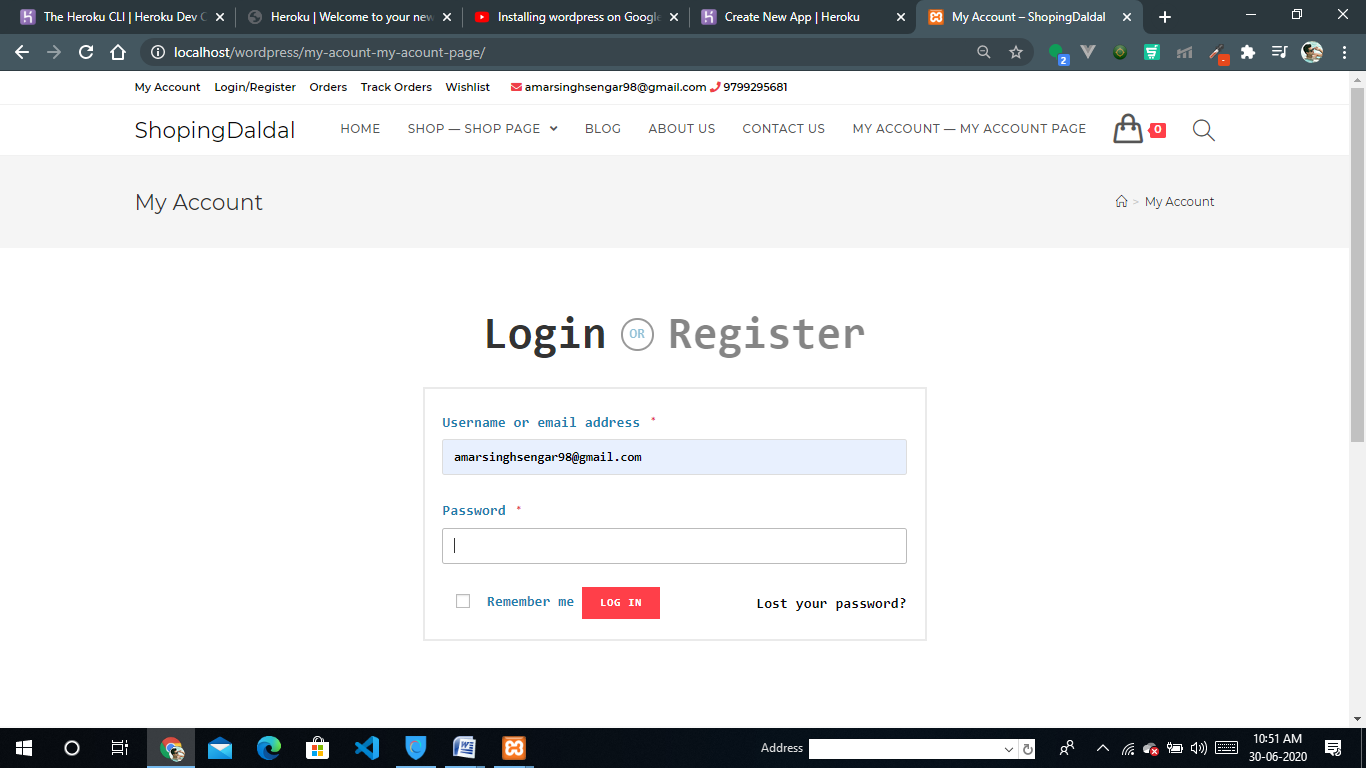 The Heroku CLI | Heroku Dev C
Heroku | Welcome to your new
Installing wordpress on Google
Create New App | Heroku
My Account – ShopingDaldal
localhost/wordpress/my-acount-my-acount-page/
2
My Account Login/Register Orders Track Orders Wishlist amarsinghsengar98@gmail.com 9799295681
ShopingDaldal HOME SHOP — SHOP PAGE BLOG ABOUT US CONTACT US MY ACCOUNT — MY ACCOUNT PAGE 0
My Account > My Account
Login OR Register
Username or email address *
amarsinghsengar98@gmail.com
Password *
Remember me LOG IN Lost your password?
Address
10:51 AM
30-06-2020